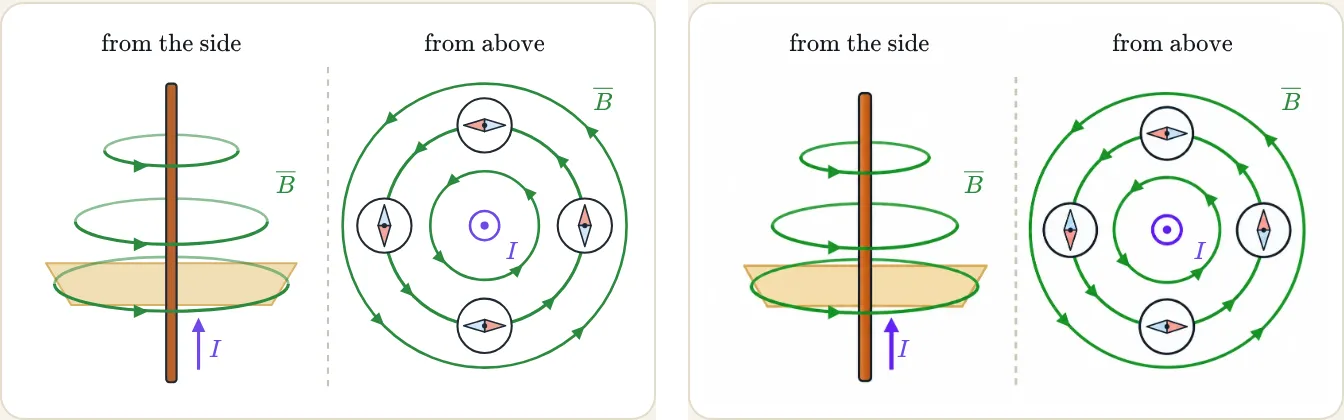 from the side
from above
B̅
B̅
I
I
from the side
from above
B̅
B̅
I
I